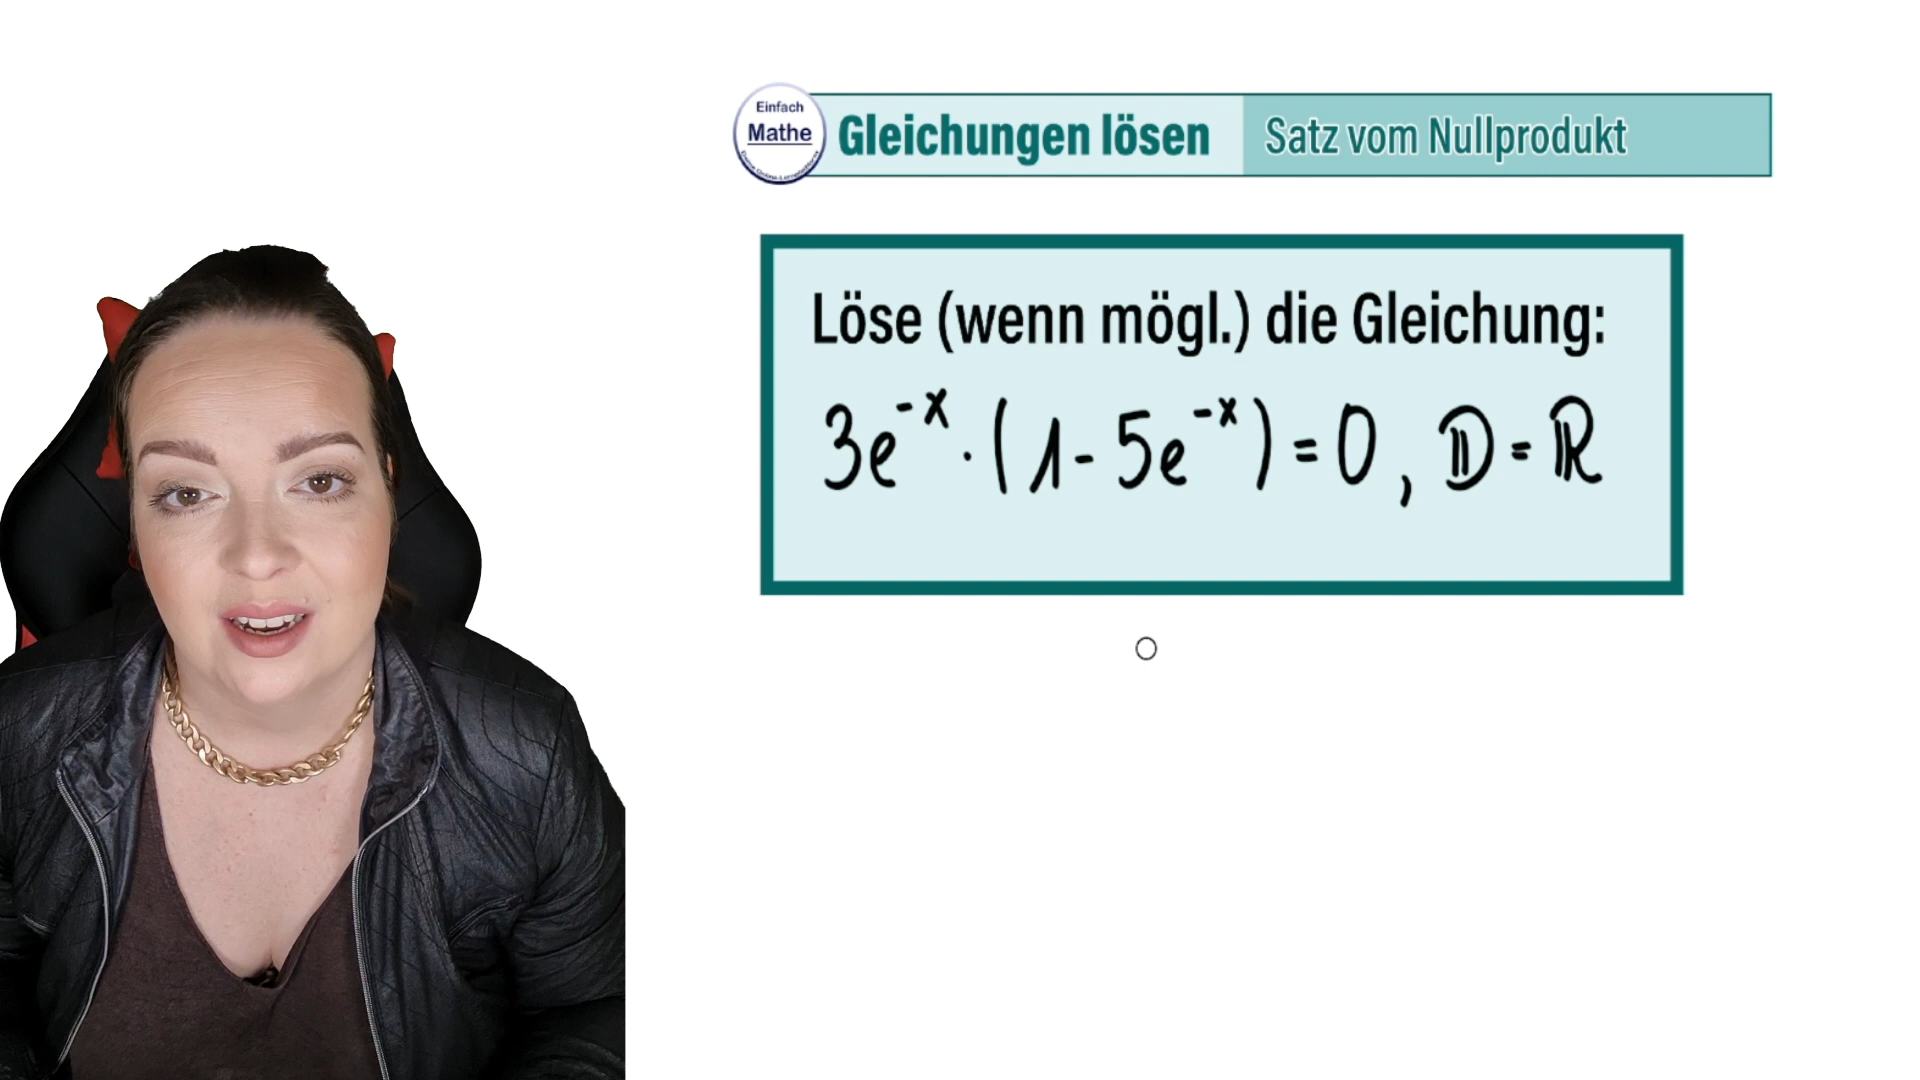 Einfach
Mathe
Gleichungen lösen
Satz vom Nullprodukt
Löse (wenn mögl.) die Gleichung:
3e⁻ˣ · (1 - 5e⁻ˣ) = 0 , 𝔻 = ℝ